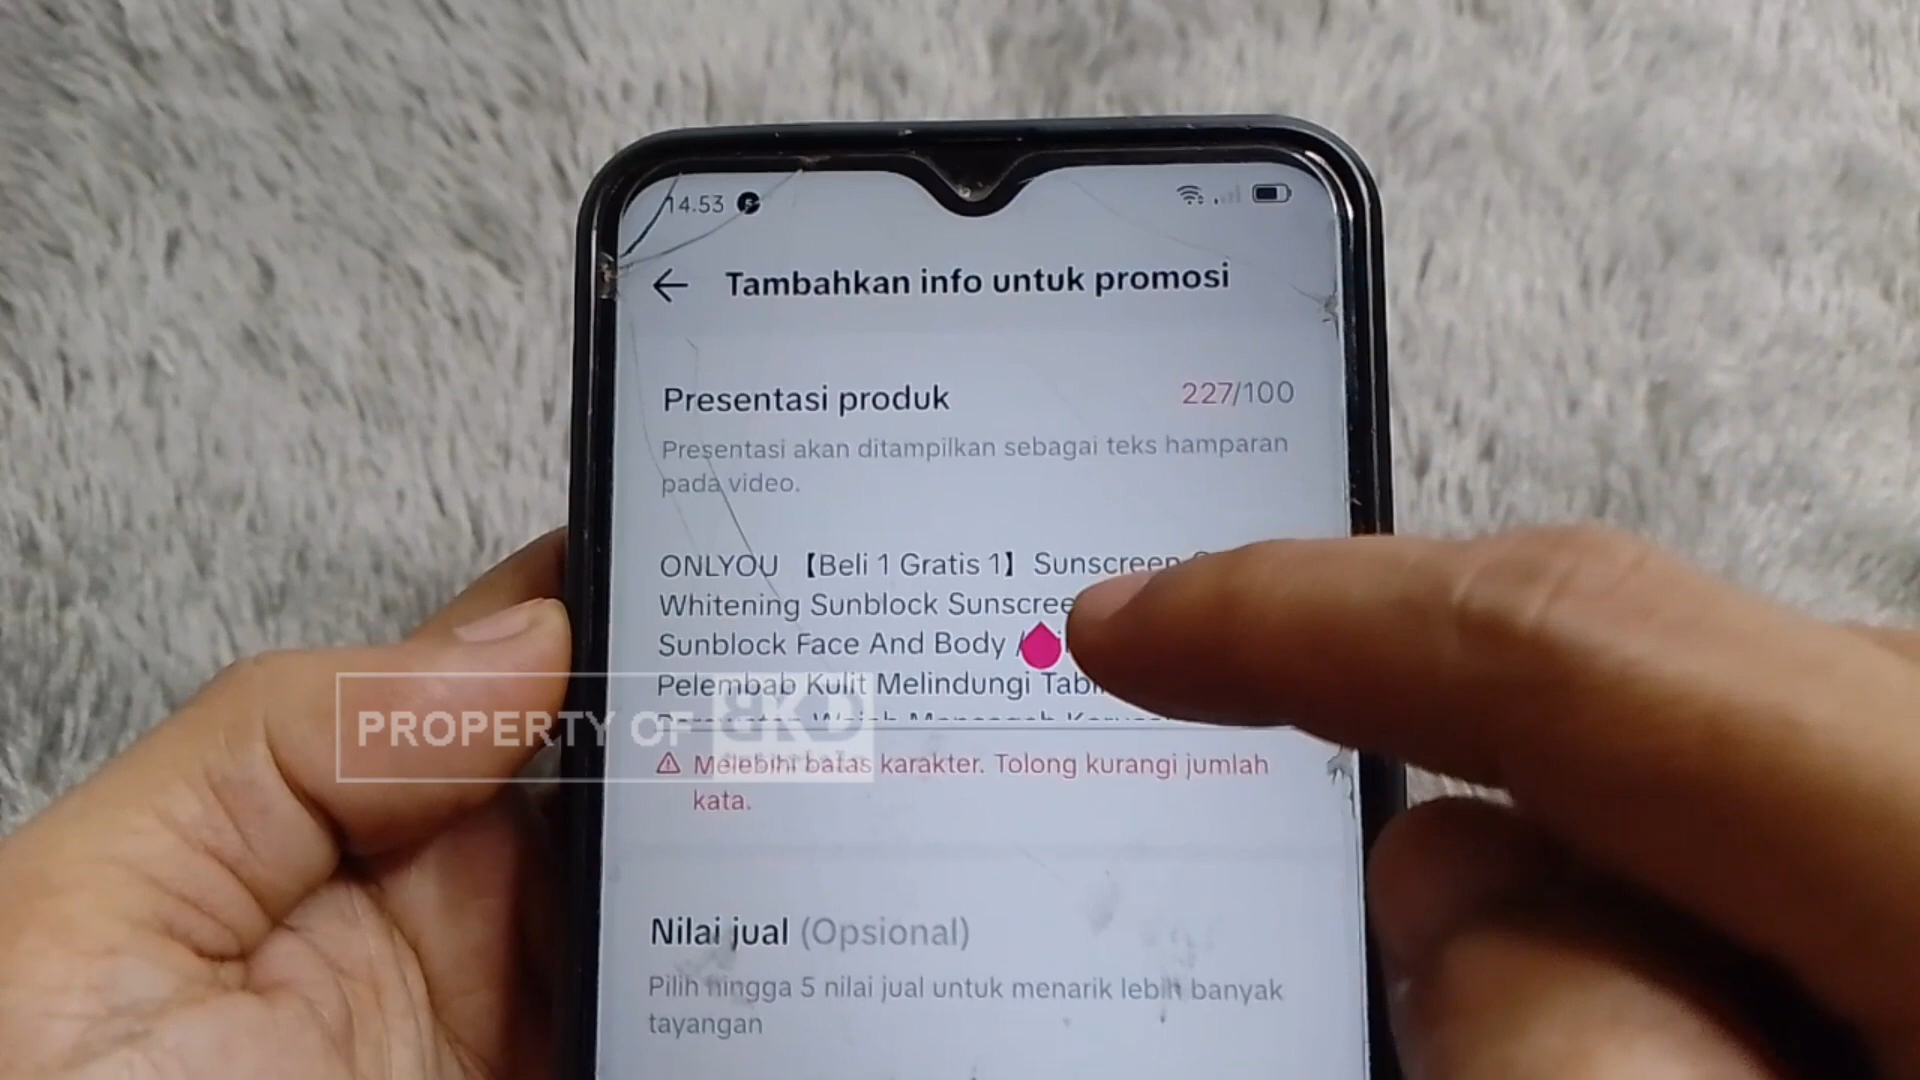 14.53
Tambahkan info untuk promosi
Presentasi produk
227/100
Presentasi akan ditampilkan sebagai teks hamparan
pada video.
ONLYOU 【Beli 1 Gratis 1】 Sunscreen
Whitening Sunblock
Sunblock Face And Body /
Pelembab Kulit Melindungi
PROPERTY OF BKD
Melebihi batas karakter. Tolong kurangi jumlah
kata.
Nilai jual (Opsional)
Pilih hingga 5 nilai jual untuk menarik lebih banyak
tayangan